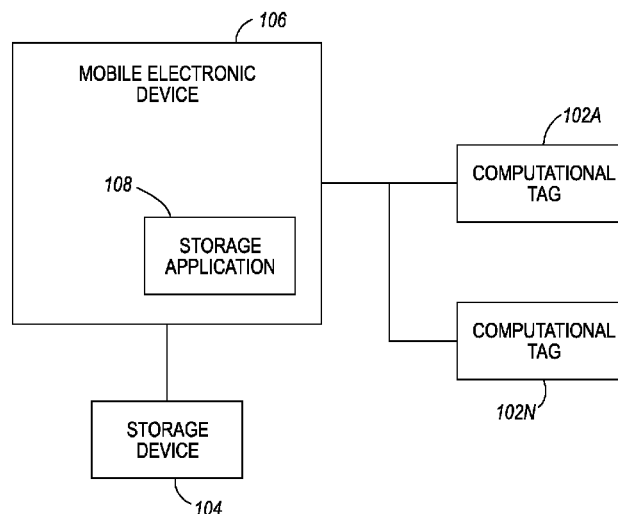 106
MOBILE ELECTRONIC
DEVICE
102A
COMPUTATIONAL
TAG
108
STORAGE
APPLICATION
COMPUTATIONAL
TAG
102N
STORAGE
DEVICE
104